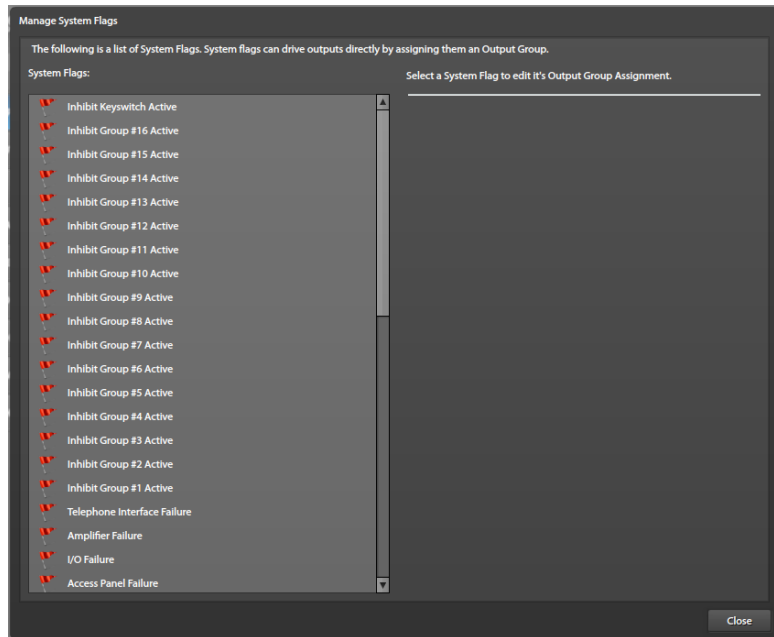 Manage System Flags
The following is a list of System Flags. System flags can drive outputs directly by assigning them an Output Group.
System Flags:
Select a System Flag to edit it's Output Group Assignment.
Inhibit Keyswitch Active
Inhibit Group #16 Active
Inhibit Group #15 Active
Inhibit Group #14 Active
Inhibit Group #13 Active
Inhibit Group #12 Active
Inhibit Group #11 Active
Inhibit Group #10 Active
Inhibit Group #9 Active
Inhibit Group #8 Active
Inhibit Group #7 Active
Inhibit Group #6 Active
Inhibit Group #5 Active
Inhibit Group #4 Active
Inhibit Group #3 Active
Inhibit Group #2 Active
Inhibit Group #1 Active
Telephone Interface Failure
Amplifier Failure
I/O Failure
Access Panel Failure
Close